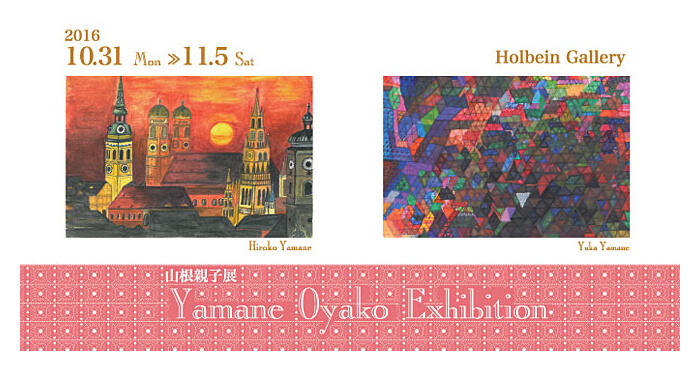 2016
10.31 Mon ≫ 11.5 Sat
Holbein Gallery
Hiroko Yamane
Yuka Yamane
山根親子展
Yamane Oyako Exhibition